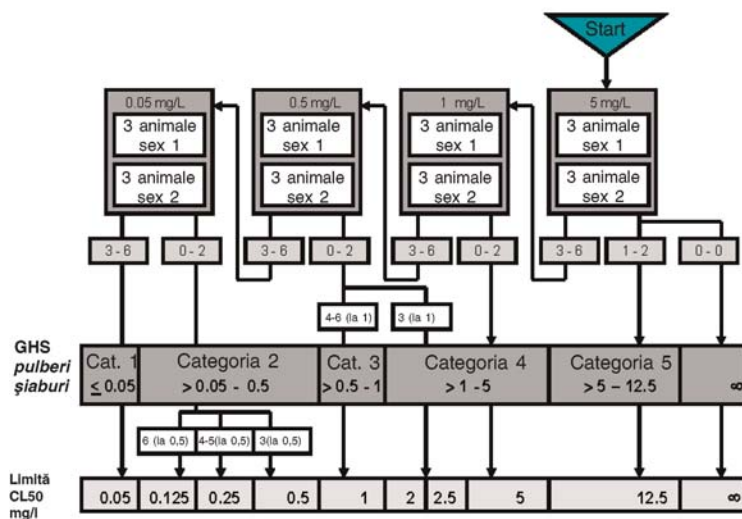 Start
0.05 mg/L
0.5 mg/L
1 mg/L
5 mg/L
3 animale
sex 1
3 animale
sex 1
3 animale
sex 1
3 animale
sex 1
3 animale
sex 2
3 animale
sex 2
3 animale
sex 2
3 animale
sex 2
3 - 6
0 - 2
3 - 6
0 - 2
3 - 6
0 - 2
3 - 6
1 - 2
0 - 0
4-6 (la 1)
3 (la 1)
GHS
pulberi
şiaburi
Cat. 1
≤ 0.05
Categoria 2
> 0.05 - 0.5
Cat. 3
> 0.5 - 1
Categoria 4
> 1 - 5
Categoria 5
> 5 – 12.5
∞
6 (la 0,5)
4-5(la 0,5)
3(la 0,5)
Limită
CL50
mg/l
0.05
0.125
0.25
0.5
1
2
2.5
5
12.5
∞